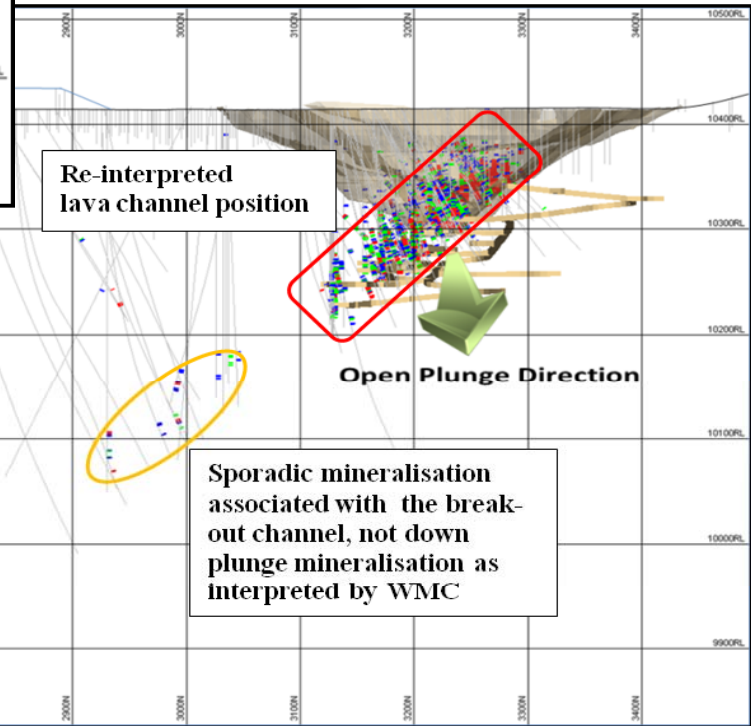 2900N
3000N
3100N
3200N
3300N
3400N
10500RL
10400RL
Re-interpreted
lava channel position
10300RL
10200RL
Open Plunge Direction
10100RL
Sporadic mineralisation
associated with the break-
out channel, not down
plunge mineralisation as
interpreted by WMC
10000RL
9900RL
2900N
3000N
3100N
3200N
3300N
3400N